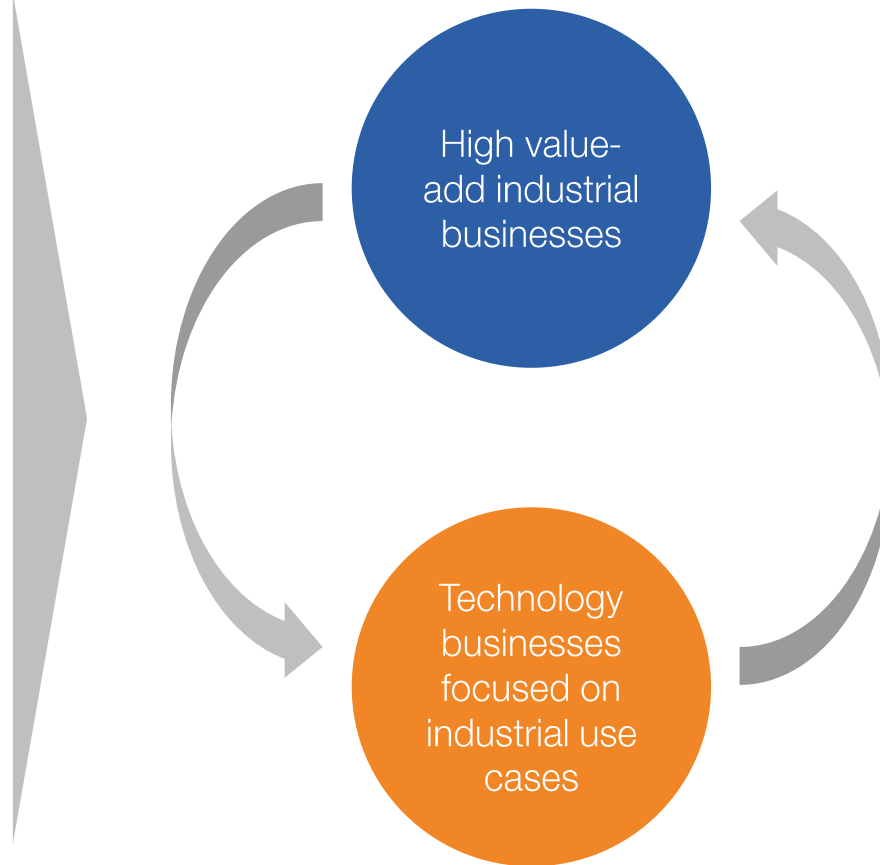 High value-
add industrial
businesses
Technology
businesses
focused on
industrial use
cases